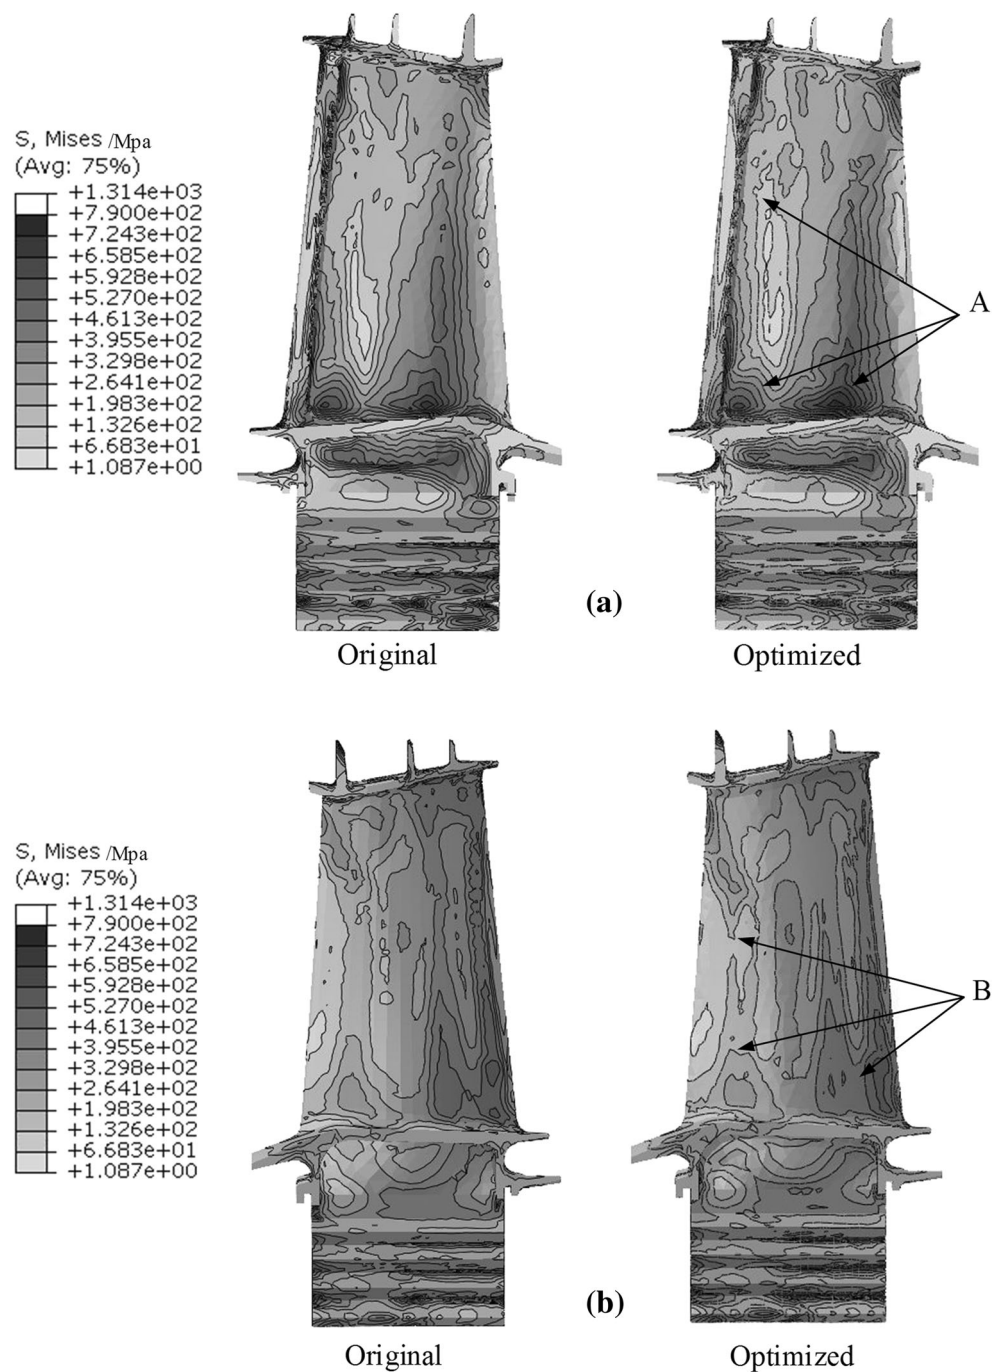 S, Mises /Mpa
(Avg: 75%)
+1.314e+03
+7.900e+02
+7.243e+02
+6.585e+02
+5.928e+02
+5.270e+02
+4.613e+02
+3.955e+02
+3.298e+02
+2.641e+02
+1.983e+02
+1.326e+02
+6.683e+01
+1.087e+00
A
(a)
Original
Optimized
S, Mises /Mpa
(Avg: 75%)
+1.314e+03
+7.900e+02
+7.243e+02
+6.585e+02
+5.928e+02
+5.270e+02
+4.613e+02
+3.955e+02
+3.298e+02
+2.641e+02
+1.983e+02
+1.326e+02
+6.683e+01
+1.087e+00
B
(b)
Original
Optimized